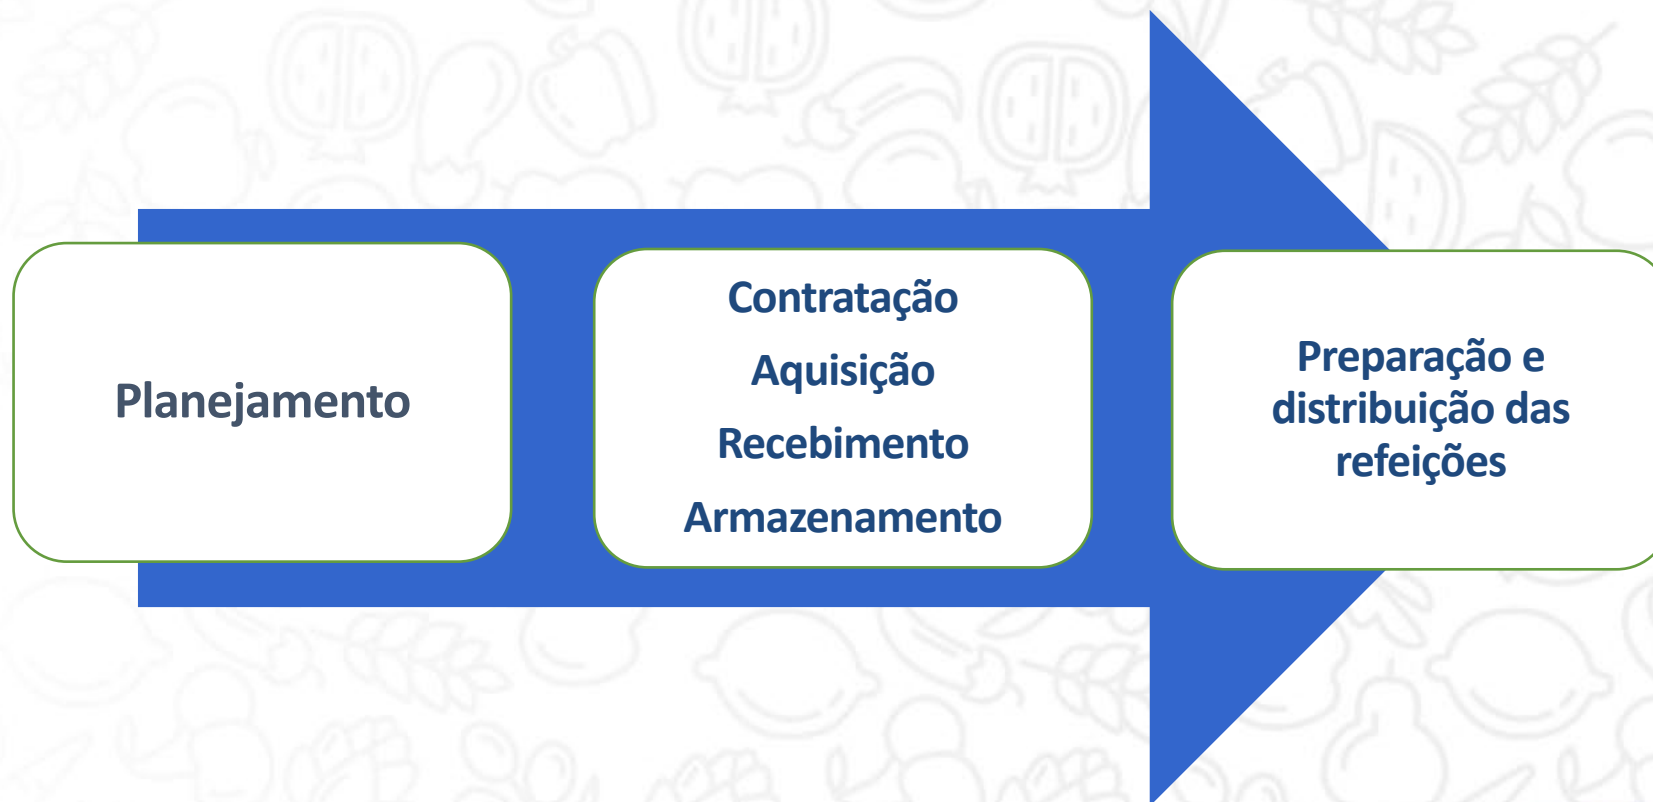 Planejamento
Contratação
Aquisição
Recebimento
Armazenamento
Preparação e
distribuição das
refeições